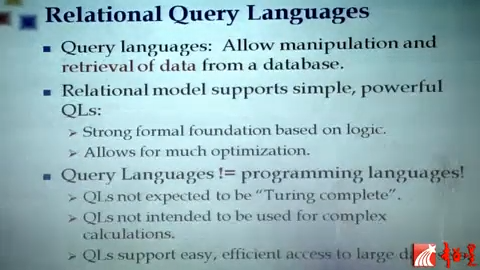 Relational Query Languages
Query languages: Allow manipulation and
retrieval of data from a database.
Relational model supports simple, powerful
QLs:
Strong formal foundation based on logic.
Allows for much optimization.
Query Languages != programming languages!
QLs not expected to be “Turing complete”.
QLs not intended to be used for complex
calculations.
QLs support easy, efficient access to large